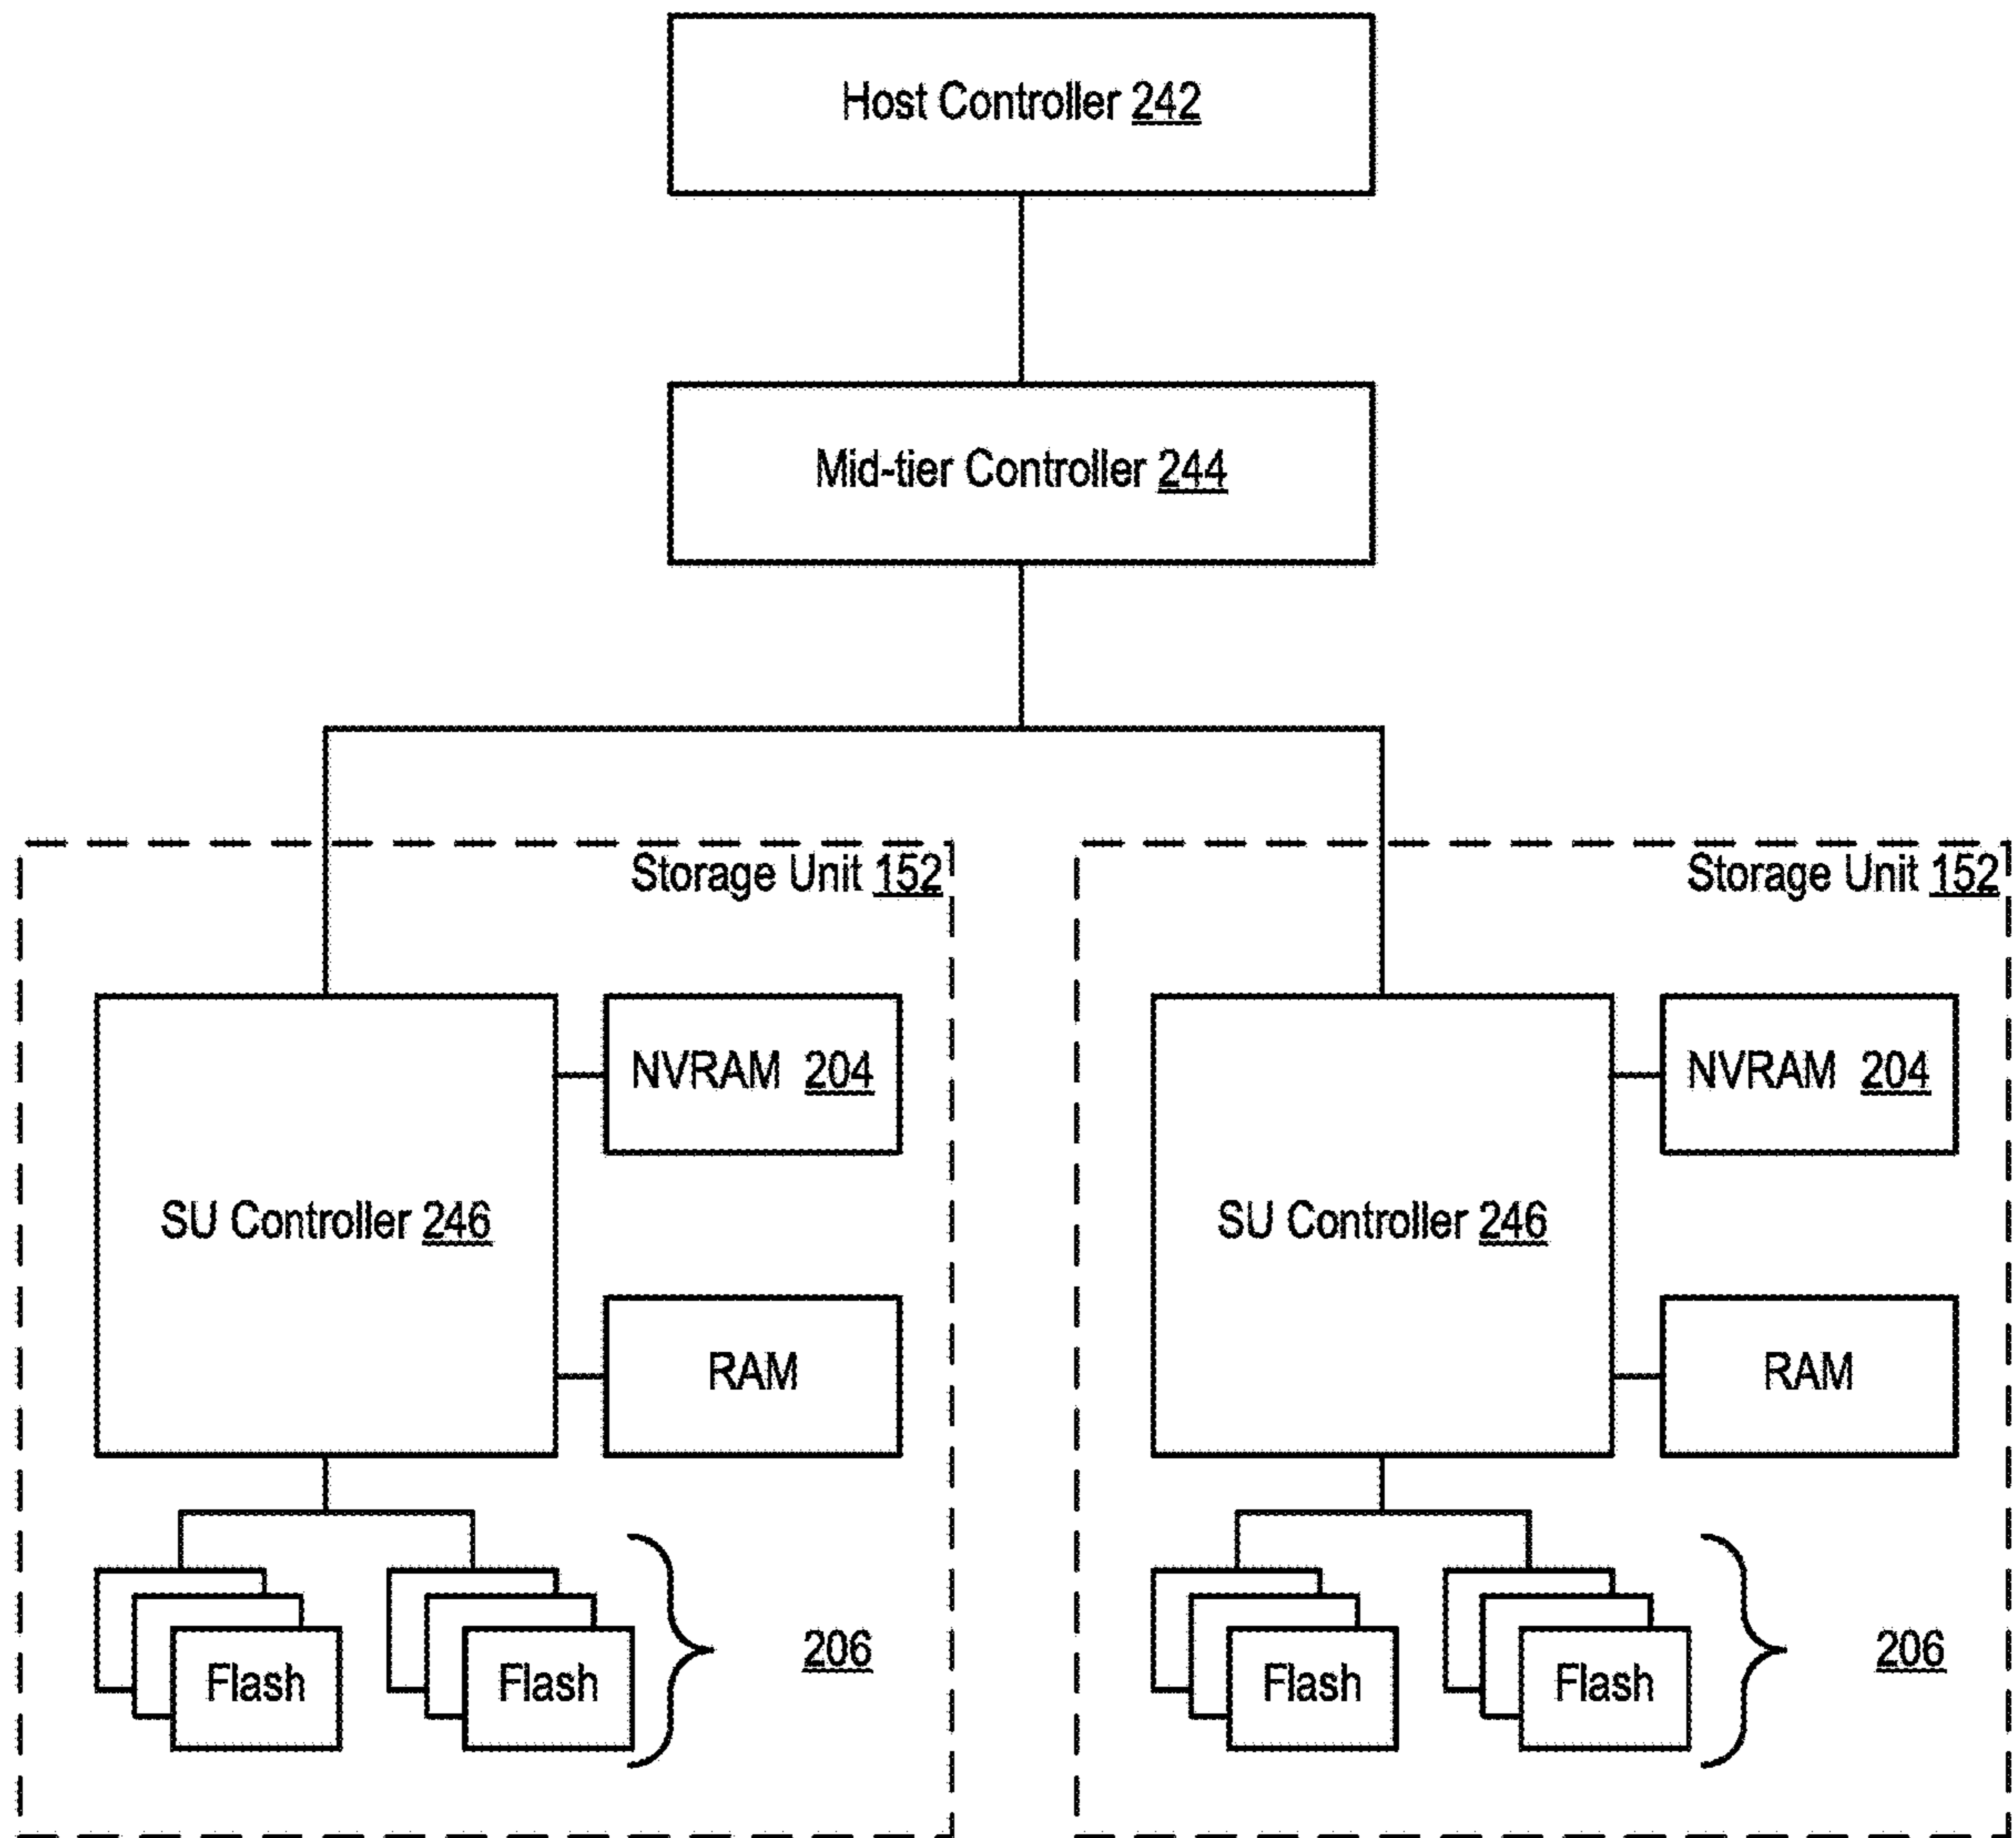 Host Controller 242
Mid-tier Controller 244
Storage Unit 152
NVRAM 204
SU Controller 246
RAM
Flash
Flash
206
Storage Unit 152
NVRAM 204
SU Controller 246
RAM
Flash
Flash
206